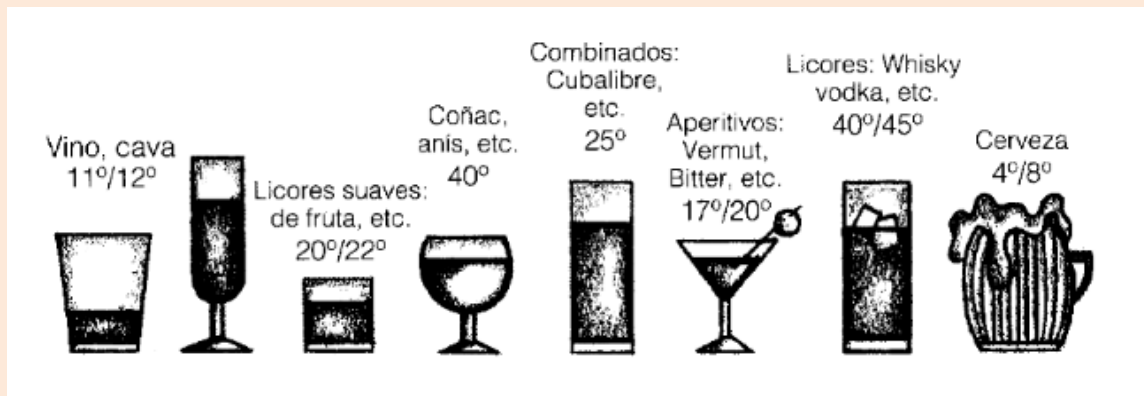 Vino, cava
11º/12º
Licores suaves:
de fruta, etc.
20º/22º
Coñac,
anís, etc.
40º
Combinados:
Cubalibre,
etc.
25º
Aperitivos:
Vermut,
Bitter, etc.
17º/20º
Licores: Whisky
vodka, etc.
40º/45º
Cerveza
4º/8º